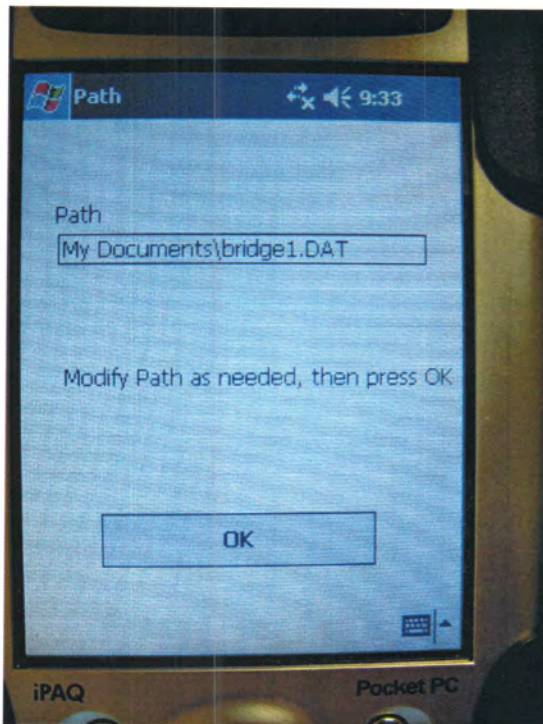 Path
9:33
Path
My Documents\bridge1.DAT
Modify Path as needed, then press OK
OK
iPAQ
Pocket PC